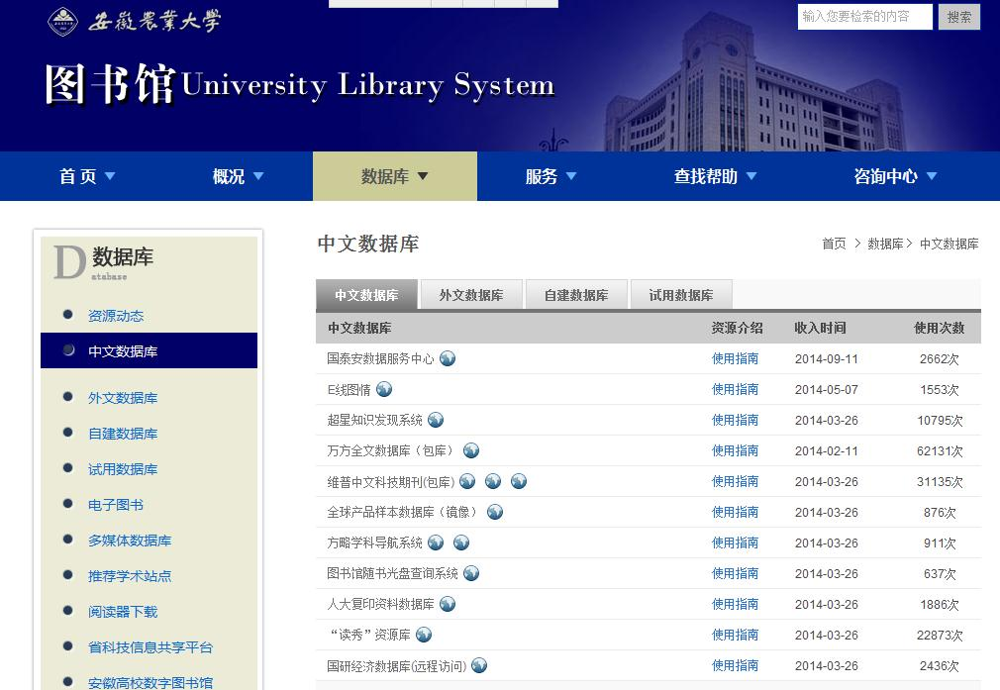 安徽農業大學
输入您要检索的内容 搜索
图书馆 University Library System
首 页 概况 数据库 服务 查找帮助 咨询中心
D 数据库
atabase
资源动态
中文数据库
外文数据库
自建数据库
试用数据库
电子图书
多媒体数据库
推荐学术站点
阅读器下载
省科技信息共享平台
安徽高校数字图书馆
中文数据库 首页 > 数据库 > 中文数据库
中文数据库 外文数据库 自建数据库 试用数据库
中文数据库 资源介绍 收入时间 使用次数
国泰安数据服务中心 使用指南 2014-09-11 2662次
E线图情 使用指南 2014-05-07 1553次
超星知识发现系统 使用指南 2014-03-26 10795次
万方全文数据库（包库） 使用指南 2014-02-11 62131次
维普中文科技期刊(包库) 使用指南 2014-03-26 31135次
全球产品样本数据库（镜像） 使用指南 2014-03-26 876次
方略学科导航系统 使用指南 2014-03-26 911次
图书馆随书光盘查询系统 使用指南 2014-03-26 637次
人大复印资料数据库 使用指南 2014-03-26 1886次
“读秀”资源库 使用指南 2014-03-26 22873次
国研经济数据库(远程访问) 使用指南 2014-03-26 2436次